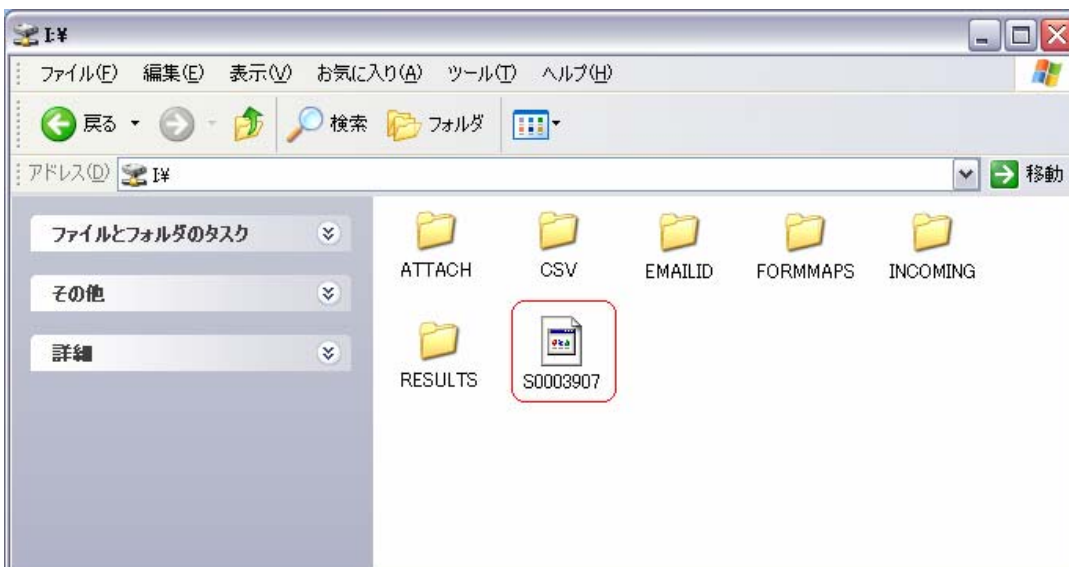 I:¥
ファイル(F) 編集(E) 表示(V) お気に入り(A) ツール(T) ヘルプ(H)
戻る 検索 フォルダ
アドレス(D) I:¥ 移動
ファイルとフォルダのタスク
その他
詳細
ATTACH CSV EMAILID FORMMAPS INCOMING
RESULTS S0003907